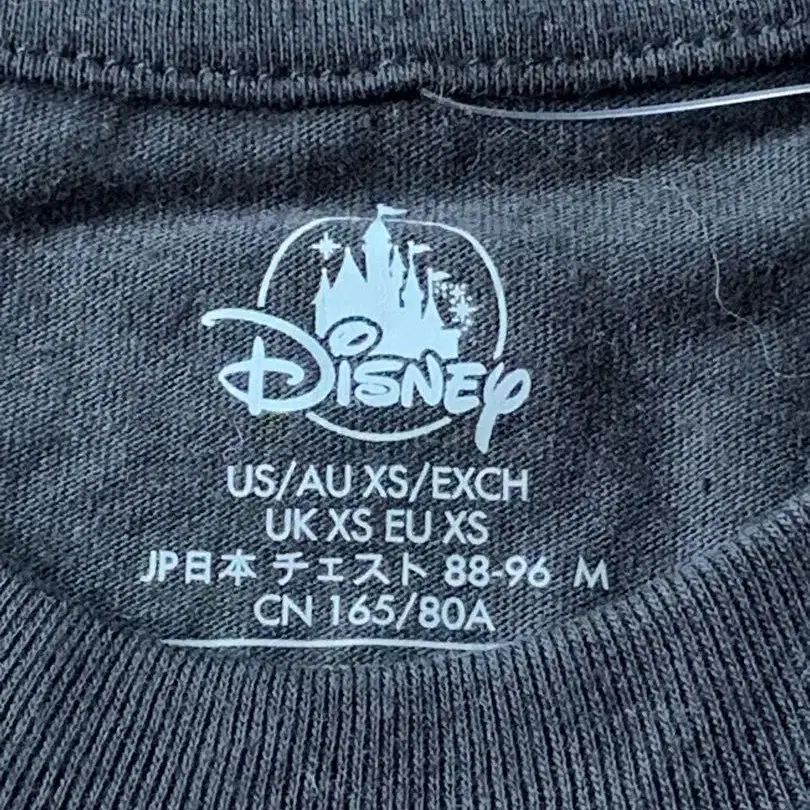 Disney
US/AU XS/EXCH
UK XS EU XS
JP日本 チェスト 88-96 M
CN 165/80A